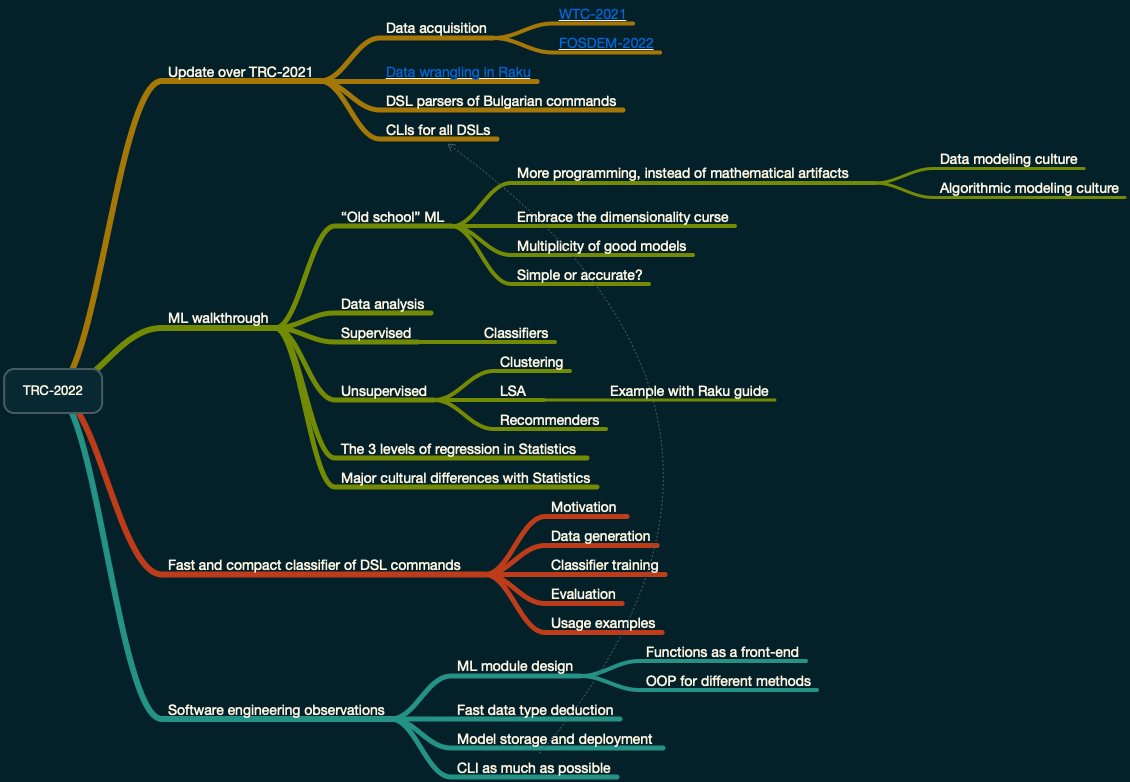 TRC-2022
Update over TRC-2021
Data acquisition
WTC-2021
FOSDEM-2022
Data wrangling in Raku
DSL parsers of Bulgarian commands
CLIs for all DSLs
ML walkthrough
“Old school” ML
More programming, instead of mathematical artifacts
Data modeling culture
Algorithmic modeling culture
Embrace the dimensionality curse
Multiplicity of good models
Simple or accurate?
Data analysis
Supervised
Classifiers
Unsupervised
Clustering
LSA
Example with Raku guide
Recommenders
The 3 levels of regression in Statistics
Major cultural differences with Statistics
Fast and compact classifier of DSL commands
Motivation
Data generation
Classifier training
Evaluation
Usage examples
Software engineering observations
ML module design
Functions as a front-end
OOP for different methods
Fast data type deduction
Model storage and deployment
CLI as much as possible